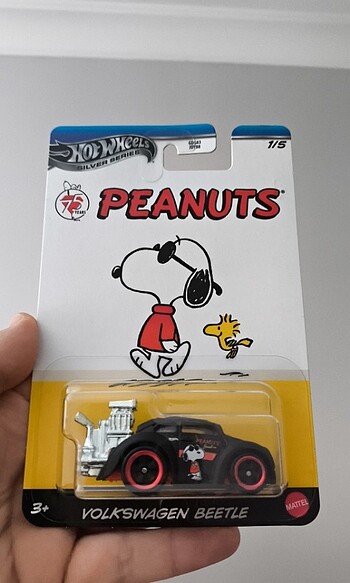 HOT WHEELS
SILVER SERIES
1/5
75
YEARS
PEANUTS
PEANUTS
3+
VOLKSWAGEN BEETLE
MATTEL